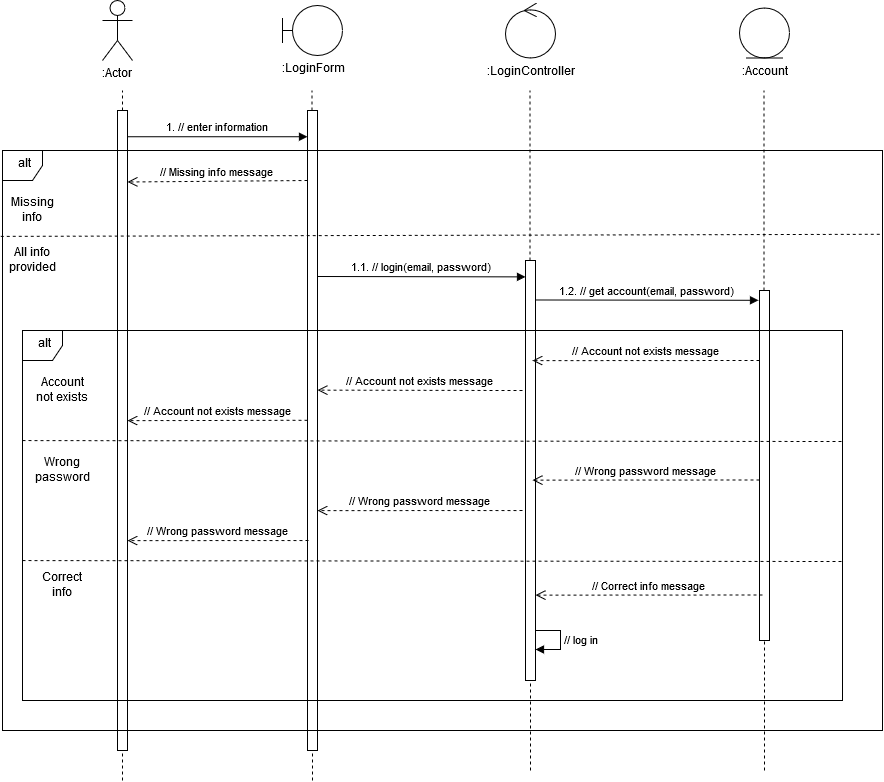 :Actor
:LoginForm
:LoginController
:Account
1. // enter information
alt
// Missing info message
Missing
info
All info
provided
1.1. // login(email, password)
1.2. // get account(email, password)
alt
// Account not exists message
Account
not exists
// Account not exists message
// Account not exists message
Wrong
password
// Wrong password message
// Wrong password message
// Wrong password message
Correct
info
// Correct info message
// log in